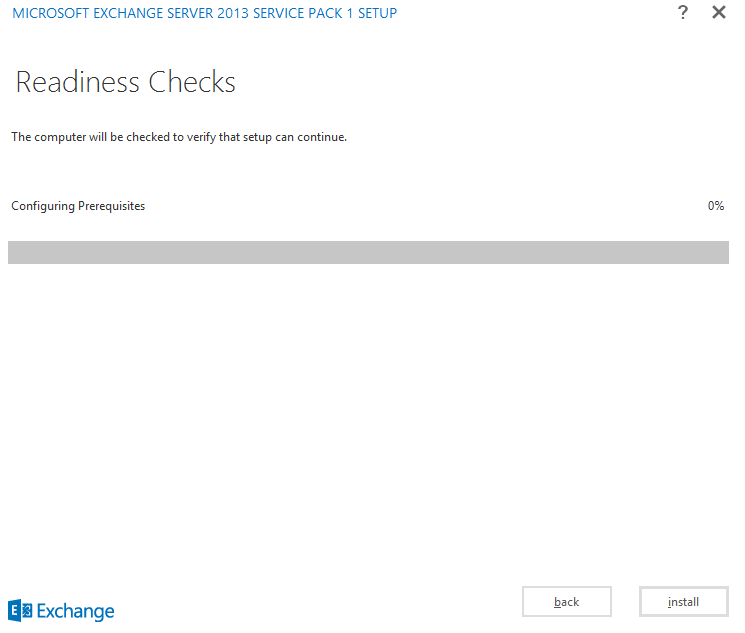 MICROSOFT EXCHANGE SERVER 2013 SERVICE PACK 1 SETUP
?
Readiness Checks
The computer will be checked to verify that setup can continue.
Configuring Prerequisites 0%
back install
E Exchange